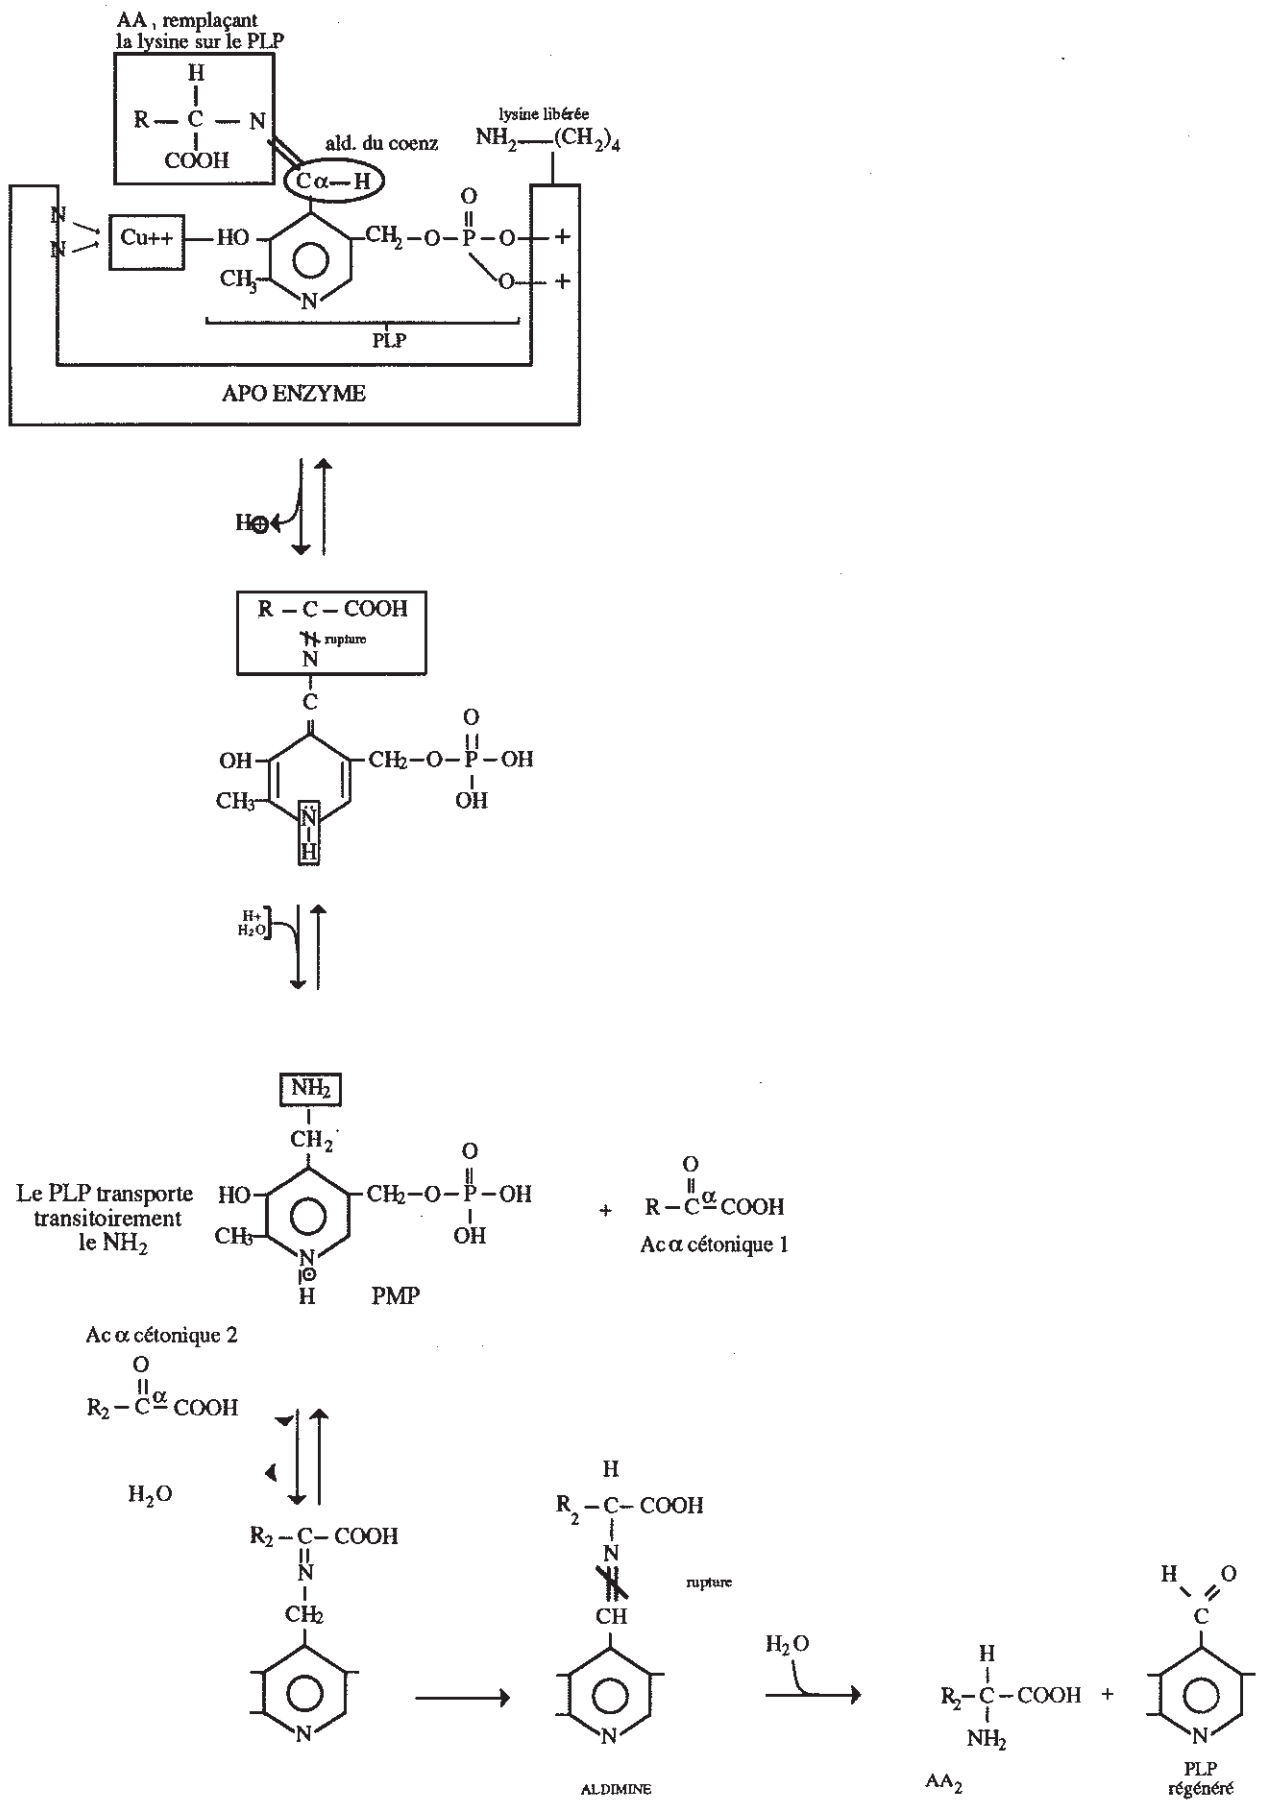 AA , remplaçant
la lysine sur le PLP
H
R — C — N
COOH
ald. du coenz
Cα—H
lysine libérée
NH2—(CH2)4
O
N
N
Cu++
HO
CH2—O—P—O—+
O—+
CH3
N
PLP
APO ENZYME
H+
R – C – COOH
rupture
N
C
O
OH
CH2–O–P–OH
CH3
OH
N
H
H+
H2O
NH2
CH2
O
O
Le PLP transporte
transitoirement
le NH2
HO
CH2–O–P–OH
+
R–C–COOH
α
CH3
OH
Ac α cétonique 1
N
H
PMP
Ac α cétonique 2
O
R2–C–COOH
α
H2O
H
R2–C–COOH
R2–C–COOH
N
N
rupture
H
O
CH2
CH
C
H2O
H
R2–C–COOH
+
N
N
NH2
N
ALDIMINE
AA2
PLP
régénéré